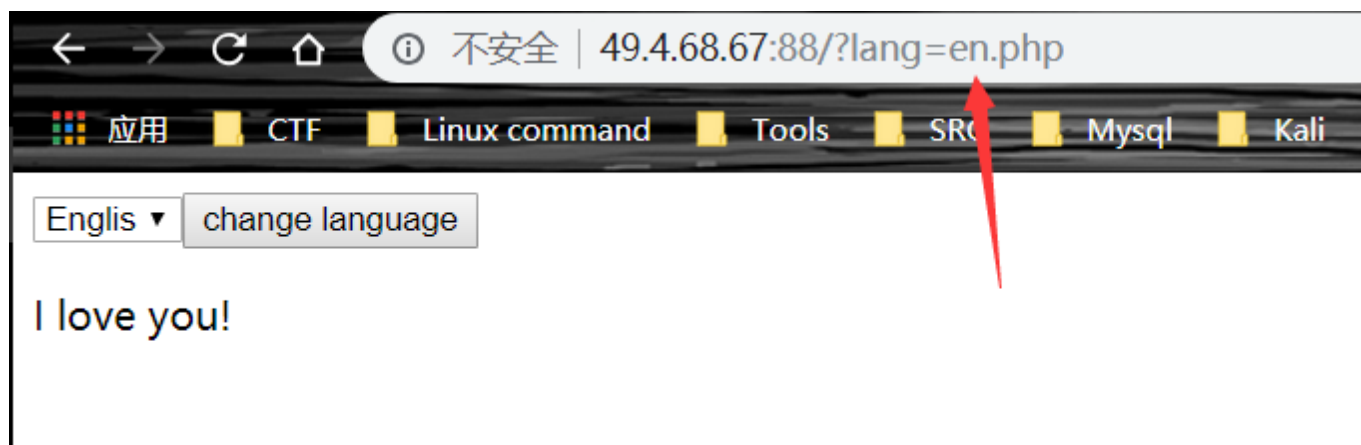 不安全 | 49.4.68.67:88/?lang=en.php
应用 CTF Linux command Tools SRC Mysql Kali
Englis ▼ change language
I love you!